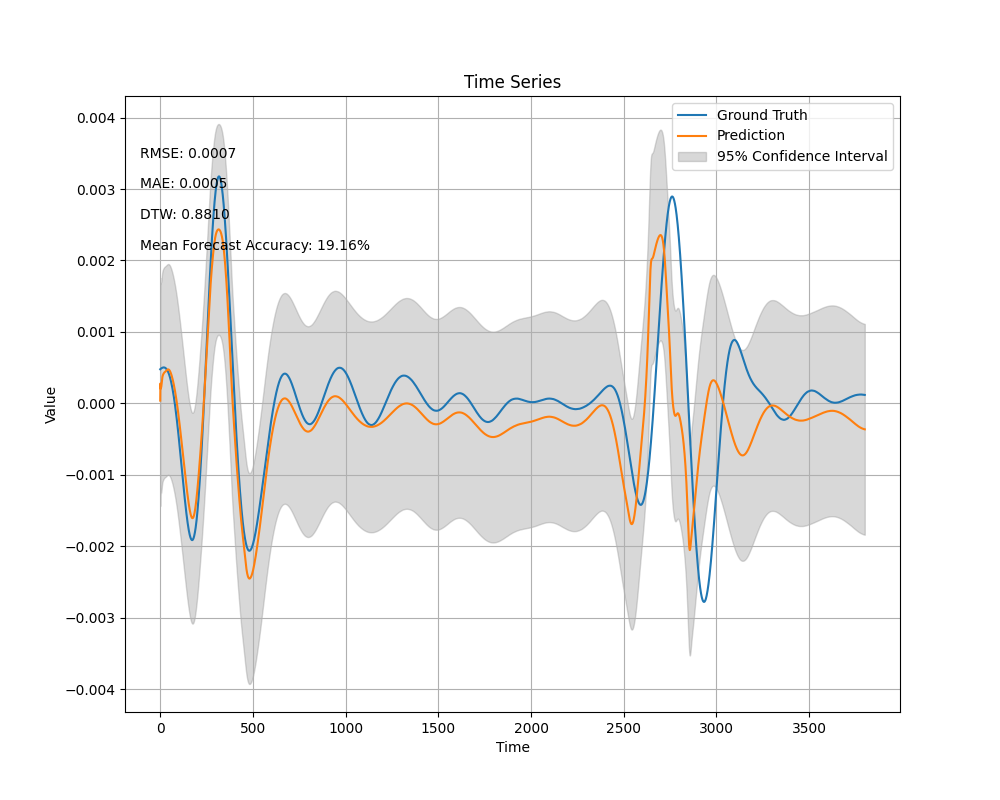 Time Series
Ground Truth
Prediction
95% Confidence Interval
RMSE: 0.0007
MAE: 0.0005
DTW: 0.8810
Mean Forecast Accuracy: 19.16%
Value
0.004
0.003
0.002
0.001
0.000
−0.001
−0.002
−0.003
−0.004
0 500 1000 1500 2000 2500 3000 3500
Time